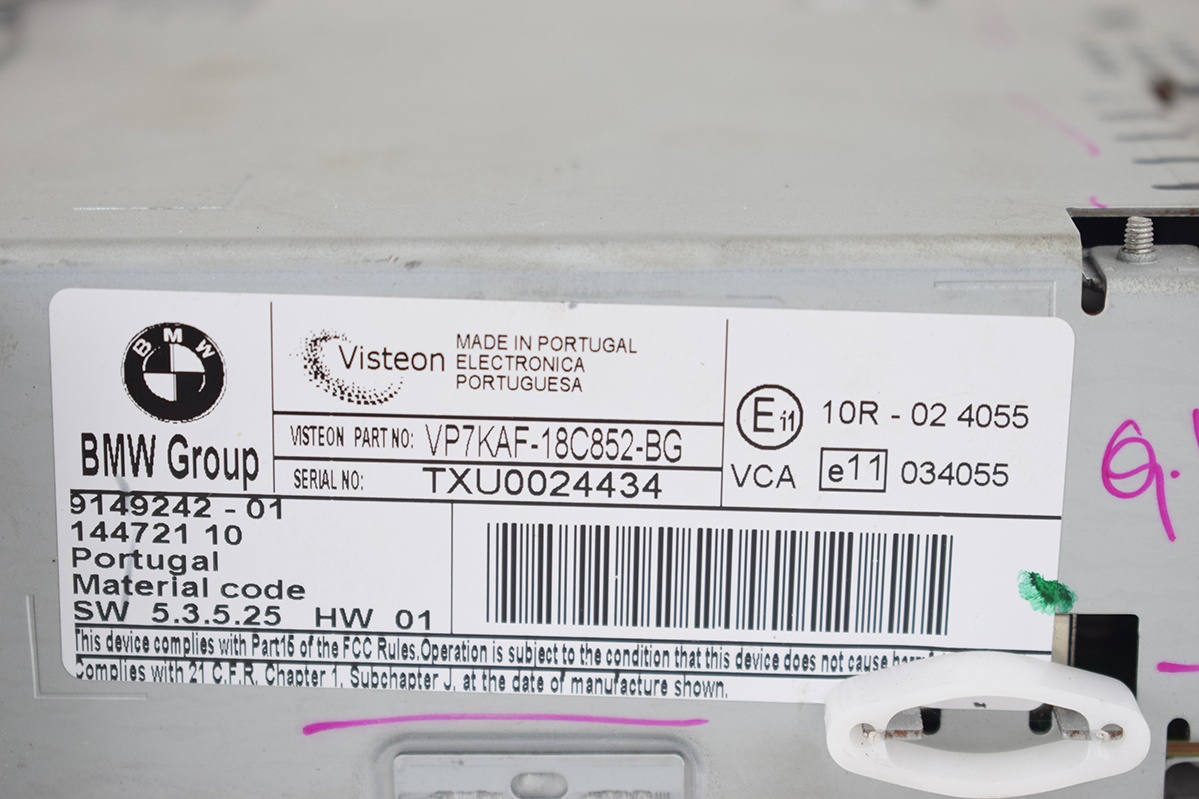 BMW
BMW Group
Visteon
MADE IN PORTUGAL
ELECTRONICA
PORTUGUESA
VISTEON PART NO: VP7KAF-18C852-BG
SERIAL NO: TXU0024434
E i1 10R - 02 4055
VCA e11 034055
9149242 - 01
144721 10
Portugal
Material code
SW 5.3.5.25 HW 01
This device complies with Part15 of the FCC Rules.Operation is subject to the condition that this device does not cause
Complies with 21 C.F.R. Chapter 1, Subchapter J, at the date of manufacture shown.